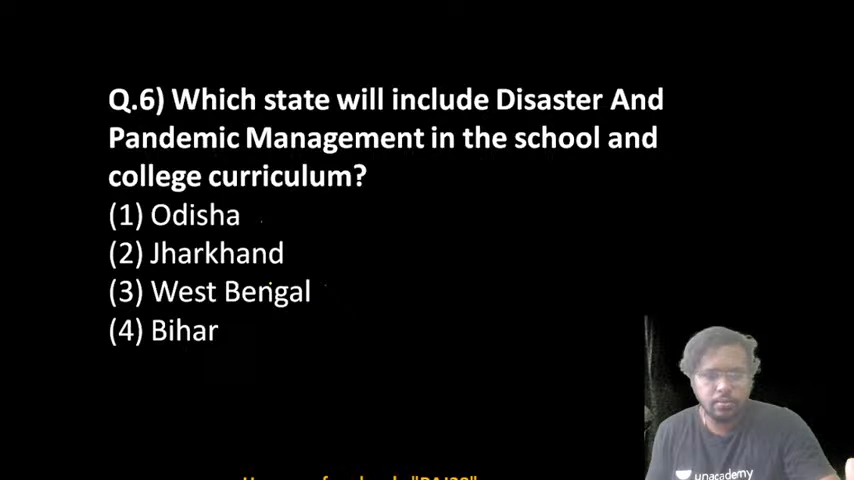 Q.6) Which state will include Disaster And
Pandemic Management in the school and
college curriculum?
(1) Odisha
(2) Jharkhand
(3) West Bengal
(4) Bihar
unacademy